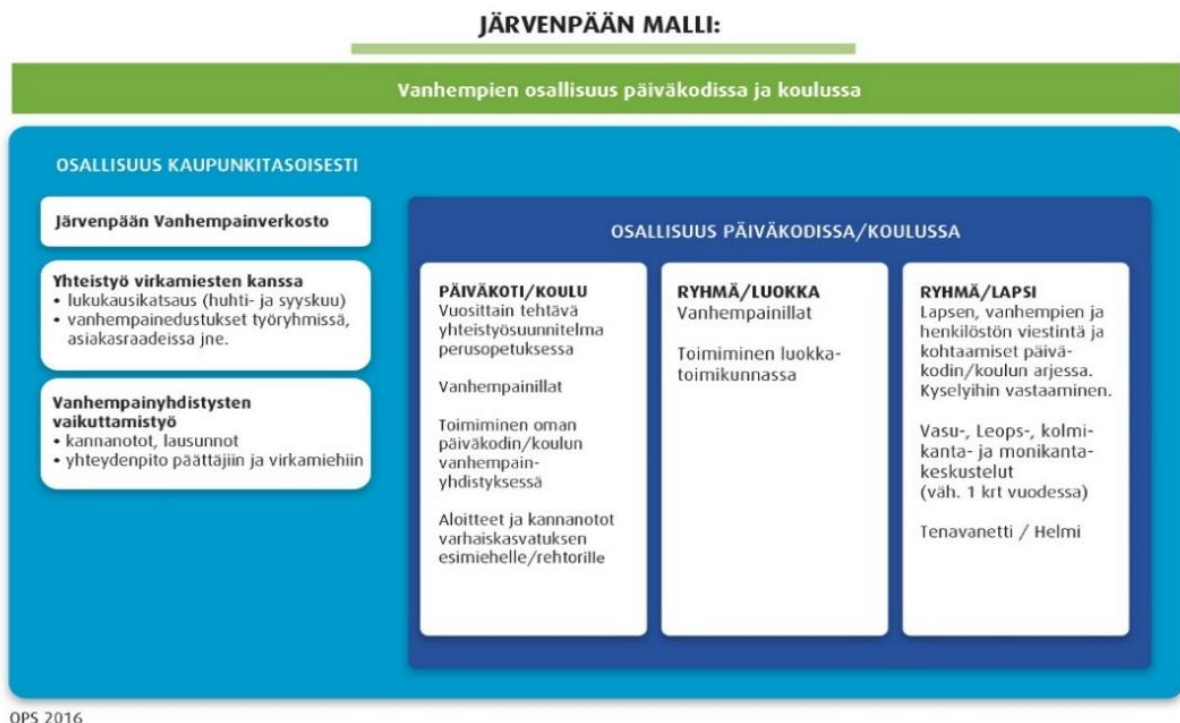 JÄRVENPÄÄN MALLI:
Vanhempien osallisuus päiväkodissa ja koulussa
OSALLISUUS KAUPUNKITASOISESTI
Järvenpään Vanhempainverkosto
Yhteistyö virkamiesten kanssa
• lukukausikatsaus (huhti- ja syyskuu)
• vanhempainedustukset työryhmissä,
asiakasraadeissa jne.
Vanhempainyhdistysten
vaikuttamistyö
• kannanotot, lausunnot
• yhteydenpito päättäjiin ja virkamiehiin
OSALLISUUS PÄIVÄKODISSA/KOULUSSA
PÄIVÄKOTI/KOULU
Vuosittain tehtävä
yhteistyösuunnitelma
perusopetuksessa
Vanhempainillat
Toimiminen oman
päiväkodin/koulun
vanhempain-
yhdistyksessä
Aloitteet ja kannanotot
varhaiskasvatuksen
esimiehelle/rehtorille
RYHMÄ/LUOKKA
Vanhempainillat
Toimiminen luokka-
toimikunnassa
RYHMÄ/LAPSI
Lapsen, vanhempien ja
henkilöstön viestintä ja
kohtaamiset päivä-
kodin/koulun arjessa.
Kyselyihin vastaaminen.
Vasu-, Leops-, kolmi-
kanta- ja monikanta-
keskustelut
(väh. 1 krt vuodessa)
Tenavanetti / Helmi
OPS 2016